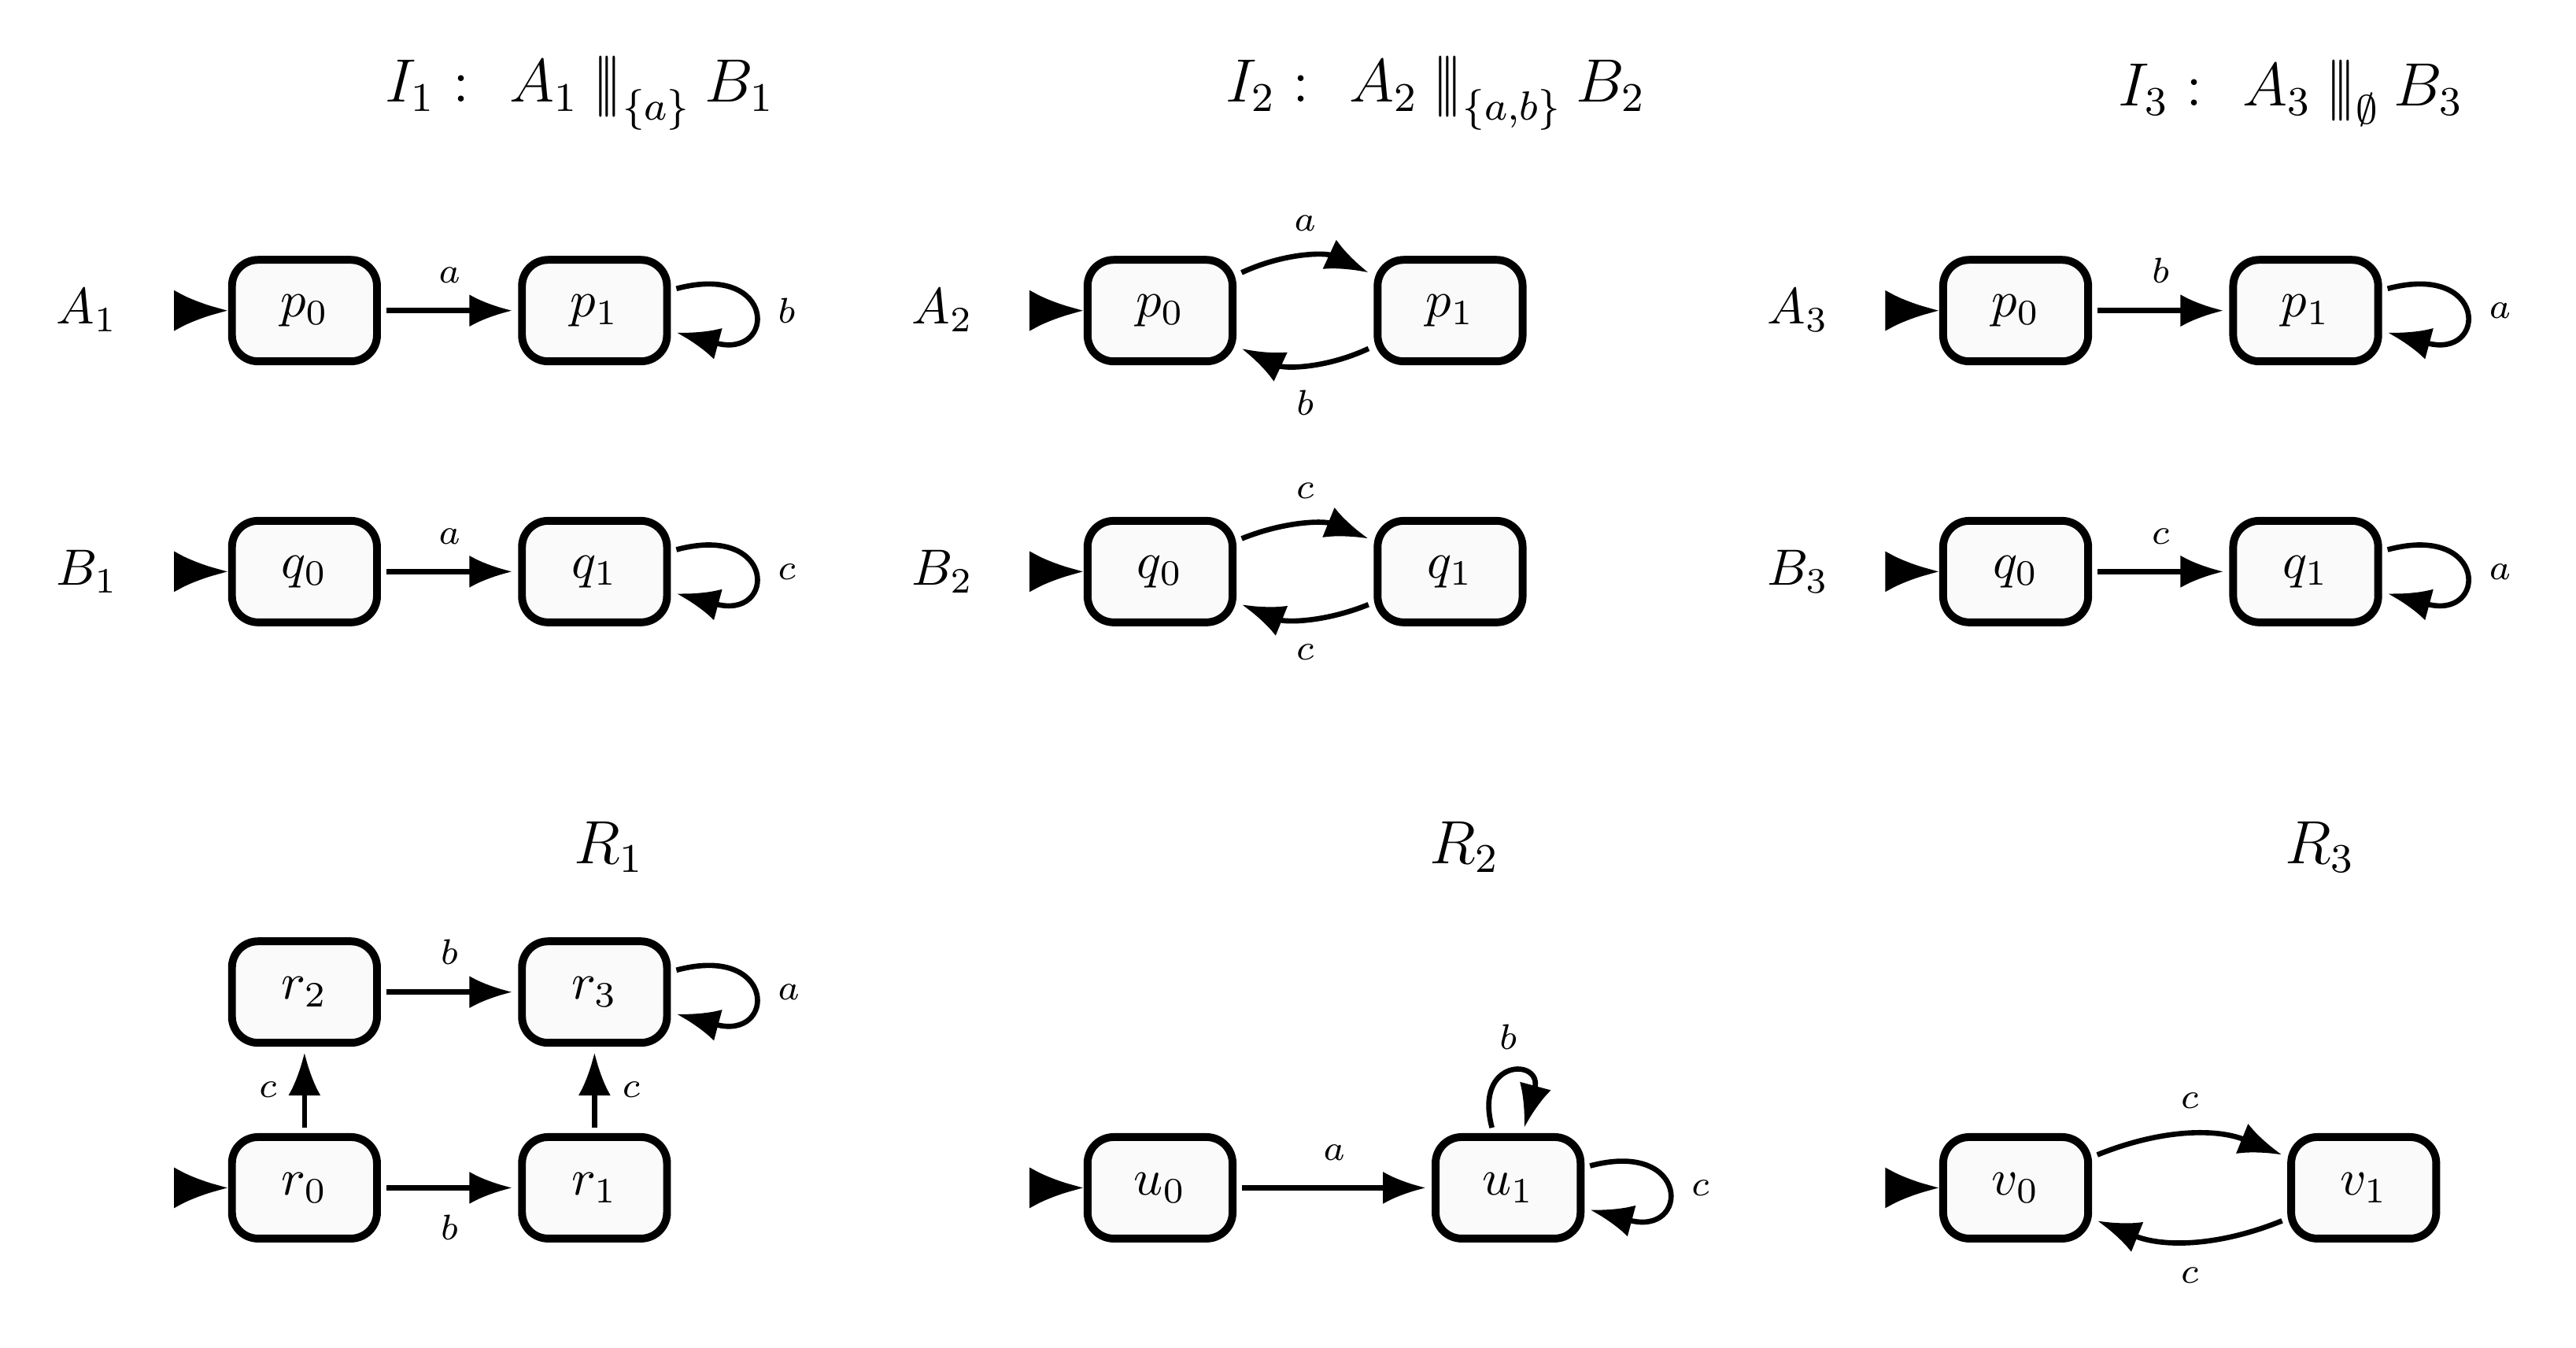 I₁ : A₁ |||_{a} B₁
I₂ : A₂ |||_{a,b} B₂
I₃ : A₃ |||_∅ B₃
A₁ p₀ a p₁ b
B₁ q₀ a q₁ c
A₂ p₀ a p₁ b
B₂ q₀ c q₁ c
A₃ p₀ b p₁ a
B₃ q₀ c q₁ a
R₁
r₂ b r₃ a
c c
r₀ b r₁
R₂
b
u₀ a u₁ c
R₃
c
v₀ v₁
c